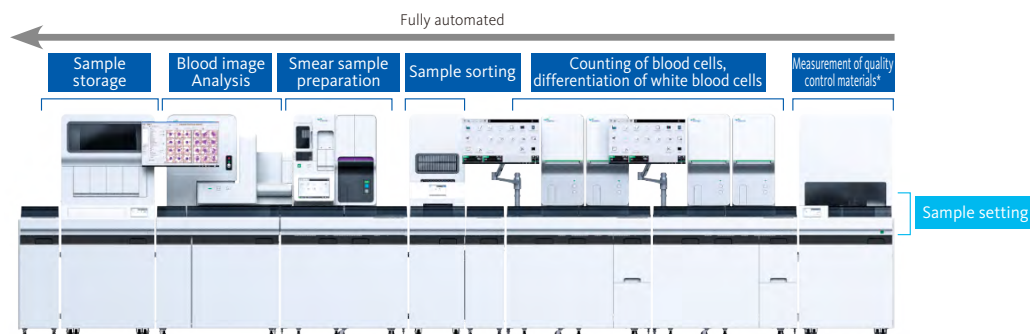 Fully automated
Sample
storage
Blood image
Analysis
Smear sample
preparation
Sample sorting
Counting of blood cells,
differentiation of white blood cells
Measurement of quality
control materials*
Sample setting